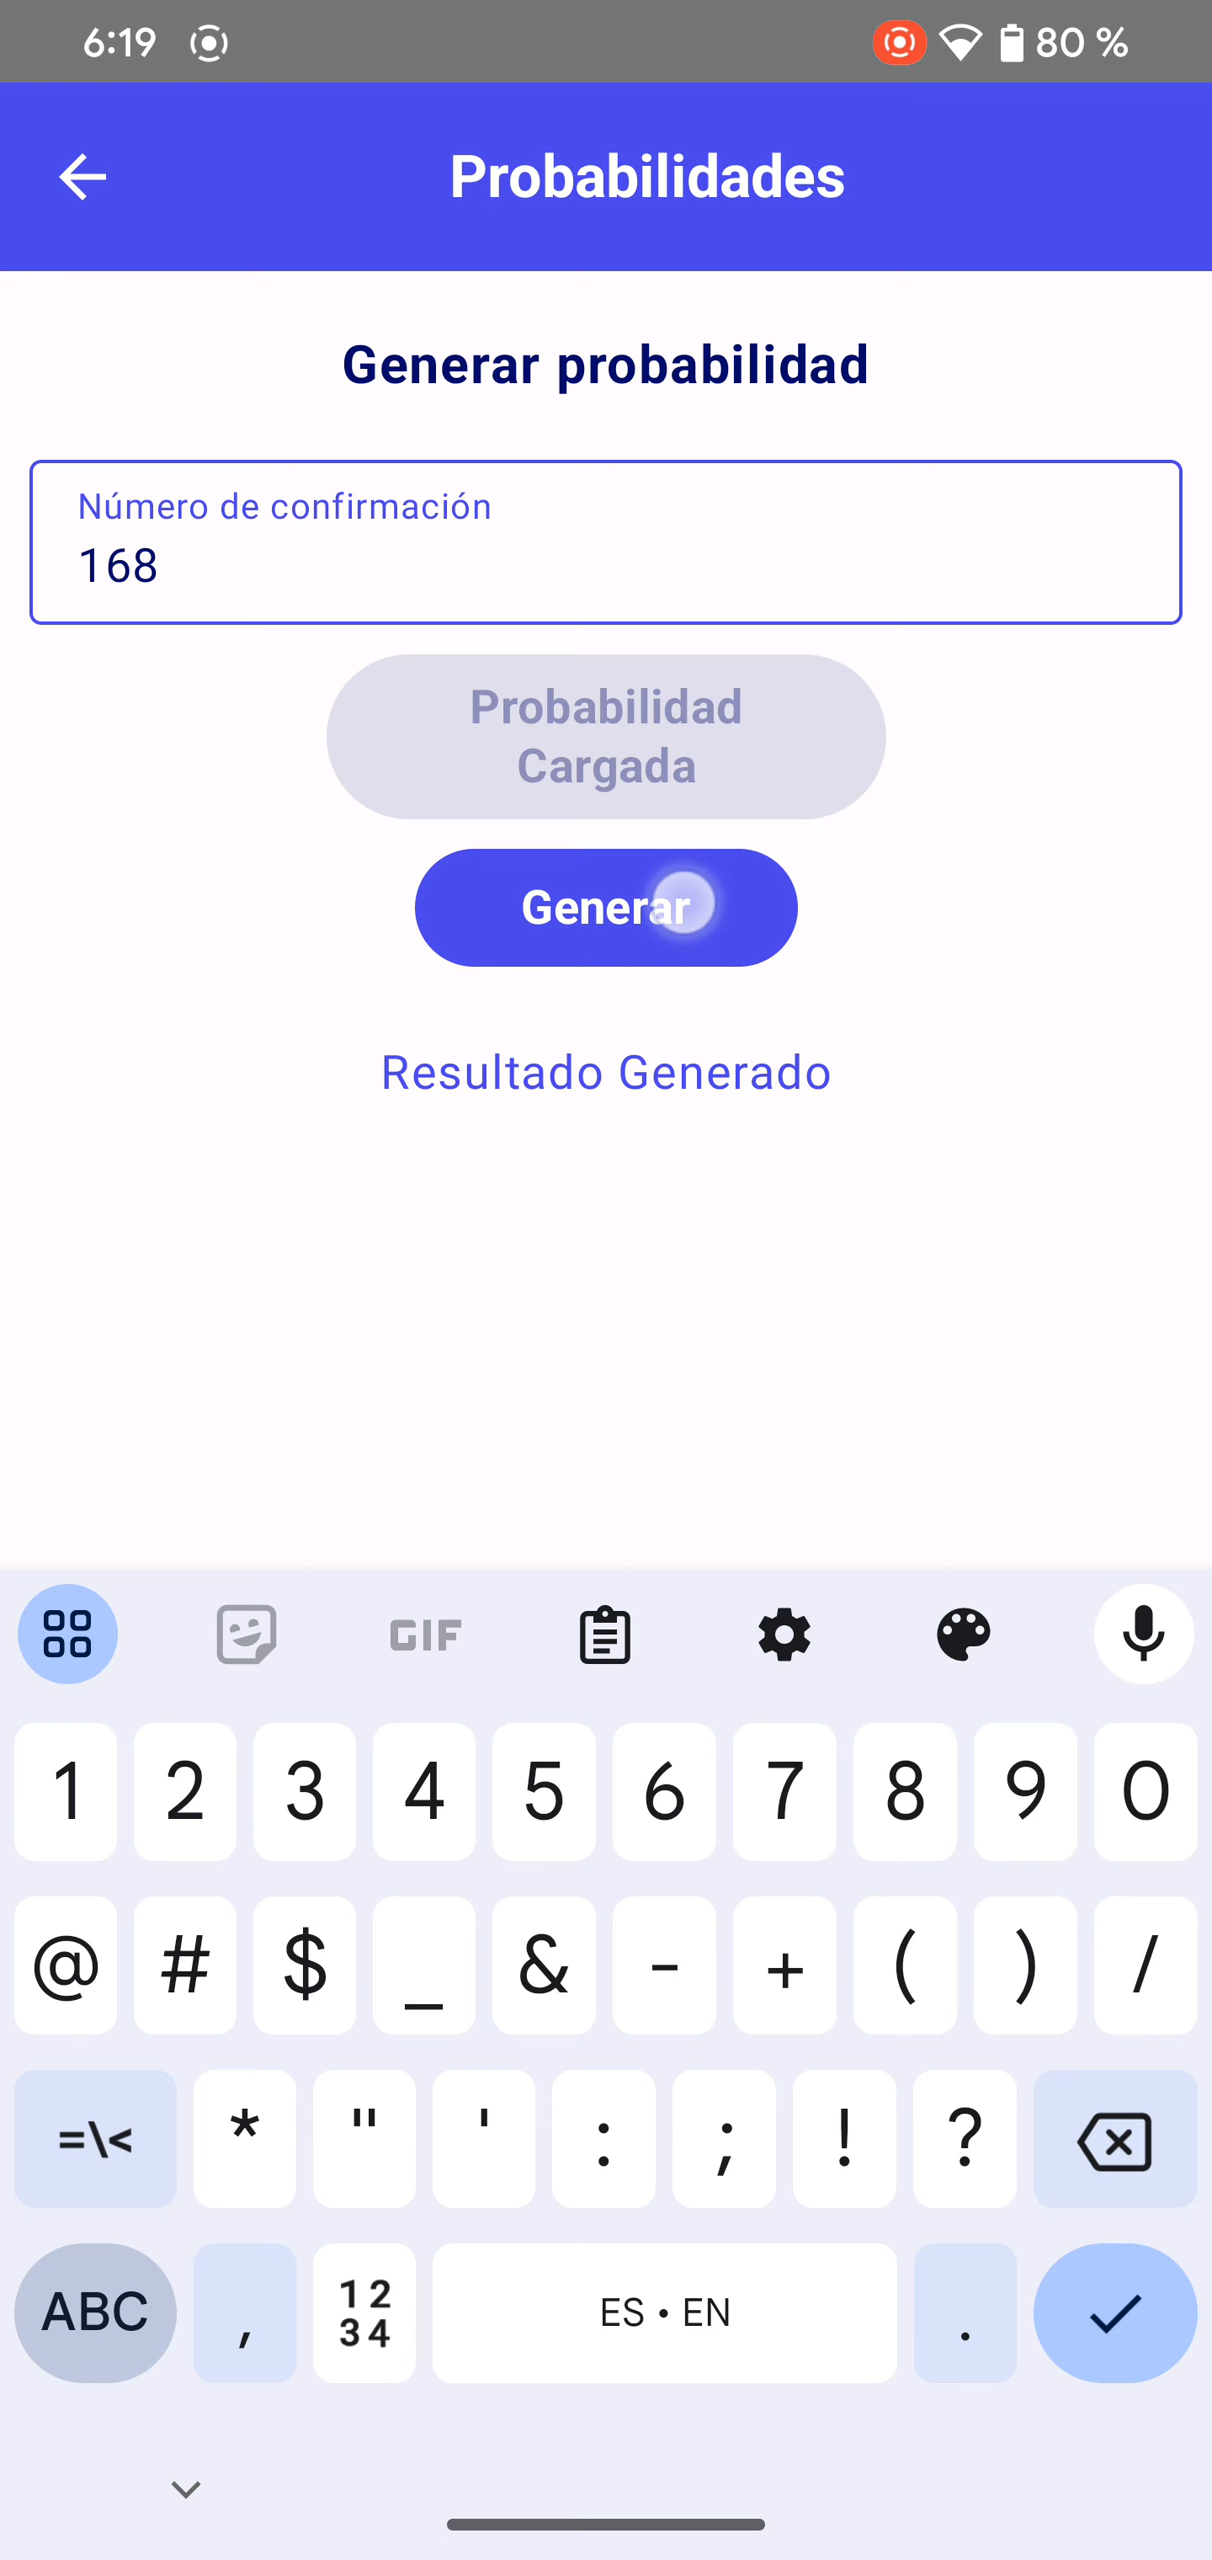 6:19
80 %
Probabilidades
Generar probabilidad
Número de confirmación
168
Probabilidad
Cargada
Generar
Resultado Generado
GIF
1 2 3 4 5 6 7 8 9 0
@ # $ _ & - + ( ) /
=\< * " ' : ; ! ?
ABC , 1 2 3 4 ES • EN .